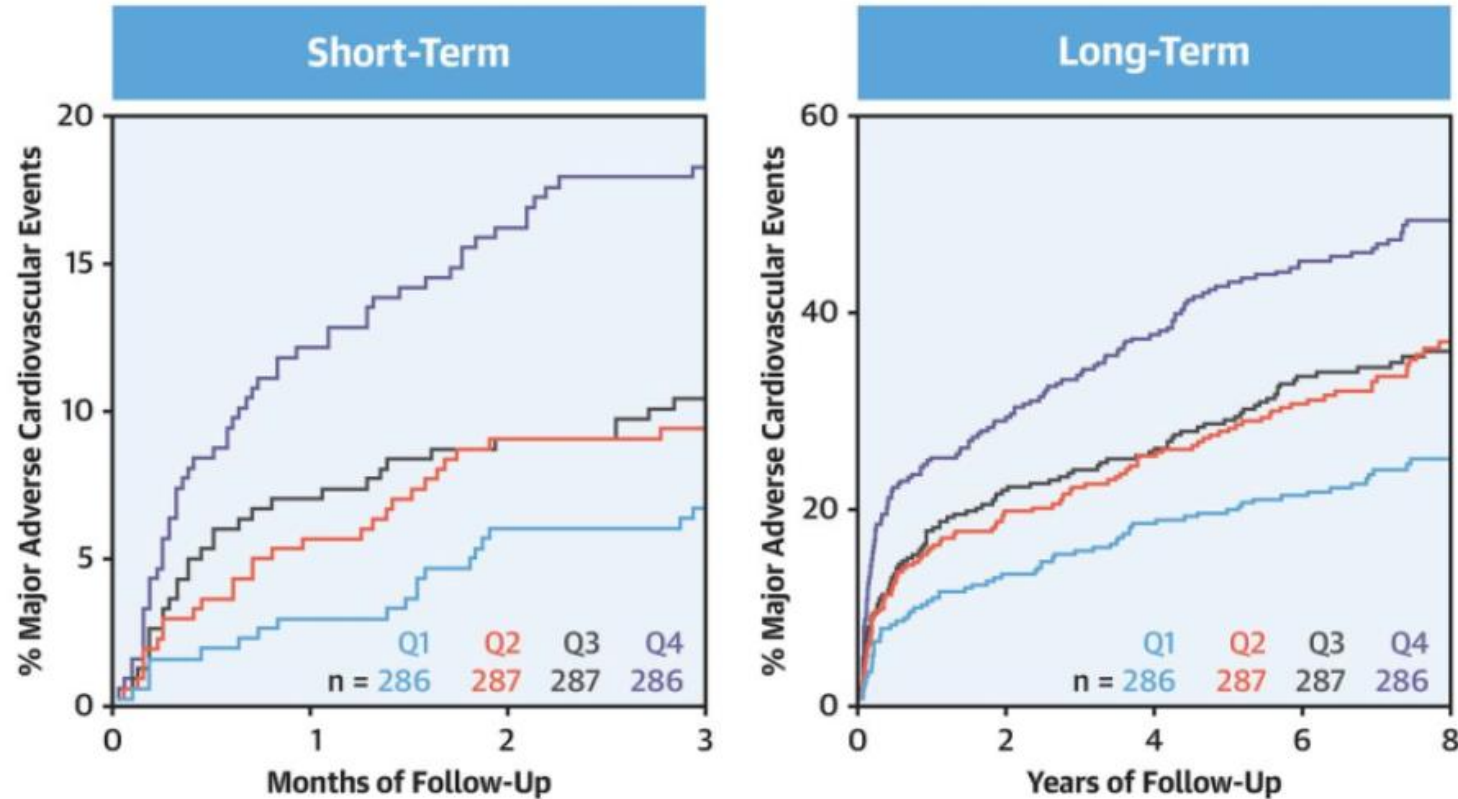 Short-Term
% Major Adverse Cardiovascular Events
20
15
10
5
0
Q1 Q2 Q3 Q4
n = 286 287 287 286
0 1 2 3
Months of Follow-Up
Long-Term
% Major Adverse Cardiovascular Events
60
40
20
0
Q1 Q2 Q3 Q4
n = 286 287 287 286
0 2 4 6 8
Years of Follow-Up